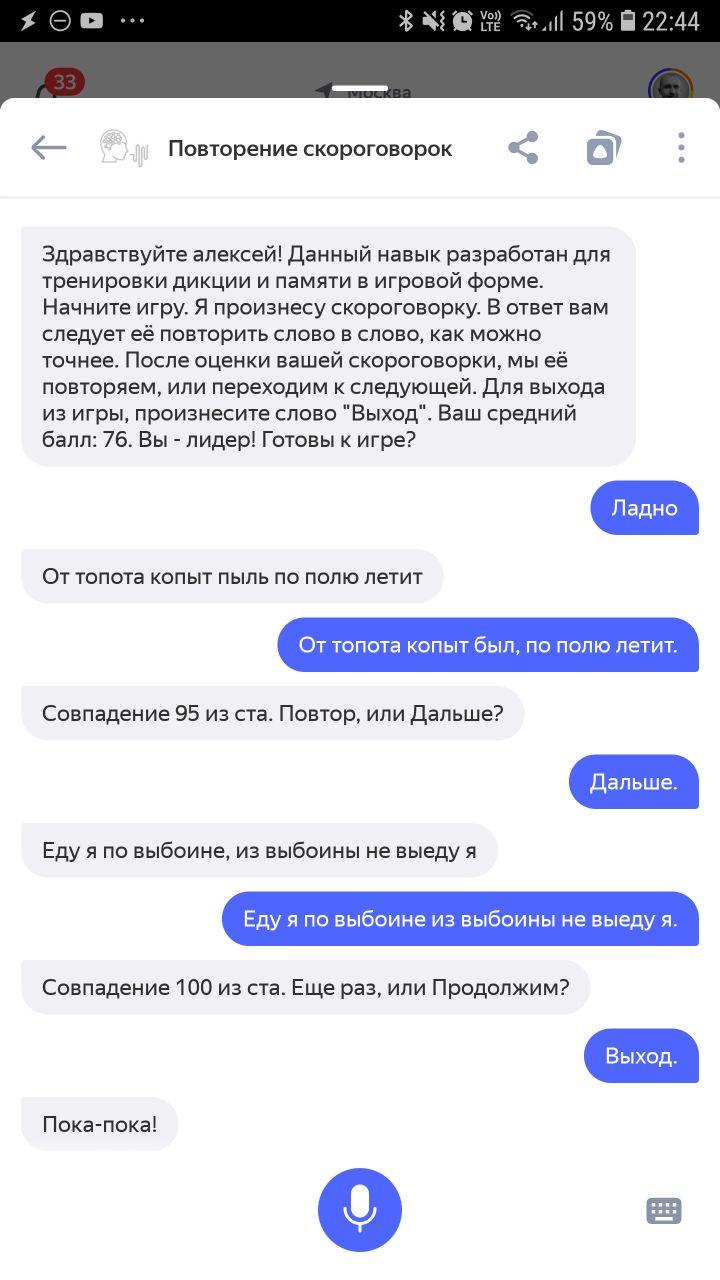 Vo))
LTE
59%
22:44
33
Москва
Повторение скороговорок
Здравствуйте алексей! Данный навык разработан для
тренировки дикции и памяти в игровой форме.
Начните игру. Я произнесу скороговорку. В ответ вам
следует её повторить слово в слово, как можно
точнее. После оценки вашей скороговорки, мы её
повторяем, или переходим к следующей. Для выхода
из игры, произнесите слово "Выход". Ваш средний
балл: 76. Вы - лидер! Готовы к игре?
Ладно
От топота копыт пыль по полю летит
От топота копыт был, по полю летит.
Совпадение 95 из ста. Повтор, или Дальше?
Дальше.
Еду я по выбоине, из выбоины не выеду я
Еду я по выбоине из выбоины не выеду я.
Совпадение 100 из ста. Еще раз, или Продолжим?
Выход.
Пока-пока!